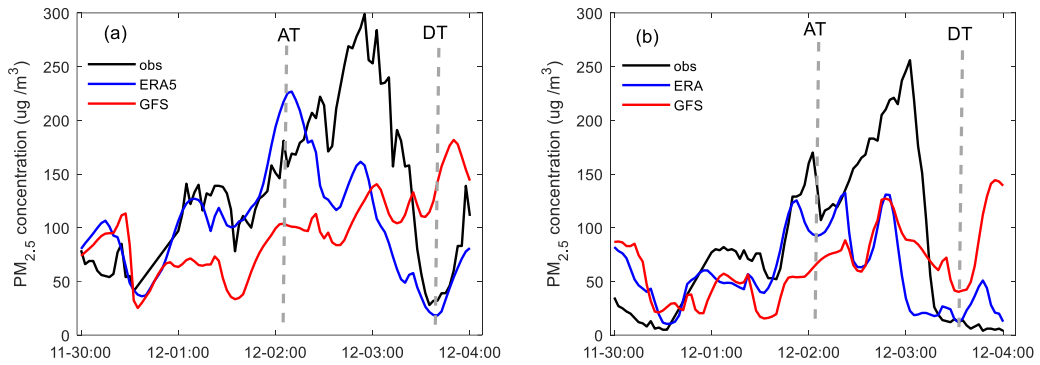 300
250
200
150
100
50
0
PM2.5 concentration (ug /m3)
(a)
AT
DT
obs
ERA5
GFS
11-30:00
12-01:00
12-02:00
12-03:00
12-04:00
300
250
200
150
100
50
0
PM2.5 concentration (ug /m3)
(b)
AT
DT
obs
ERA
GFS
11-30:00
12-01:00
12-02:00
12-03:00
12-04:00